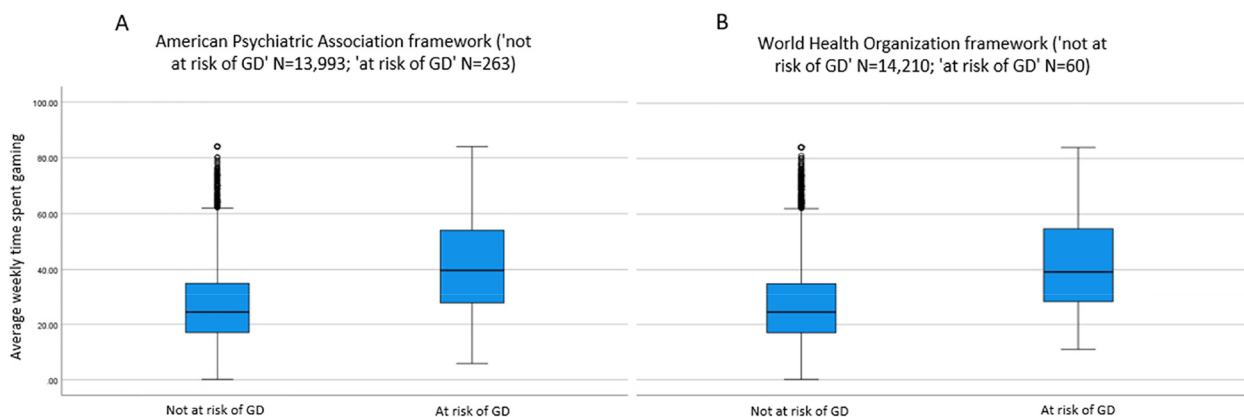 A
American Psychiatric Association framework ('not
at risk of GD' N=13,993; 'at risk of GD' N=263)
B
World Health Organization framework ('not at
risk of GD' N=14,210; 'at risk of GD' N=60)
Average weekly time spent gaming
100.00
80.00
60.00
40.00
20.00
.00
Not at risk of GD
At risk of GD
Not at risk of GD
At risk of GD